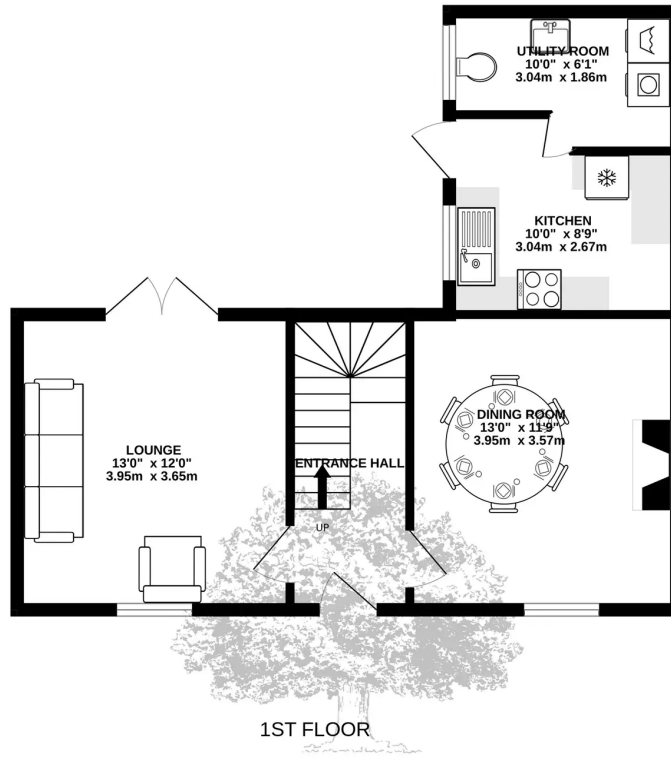 UTILITY ROOM
10'0" x 6'1"
3.04m x 1.86m
KITCHEN
10'0" x 8'9"
3.04m x 2.67m
LOUNGE
13'0" x 12'0"
3.95m x 3.65m
ENTRANCE HALL
UP
DINING ROOM
13'0" x 11'9"
3.95m x 3.57m
1ST FLOOR